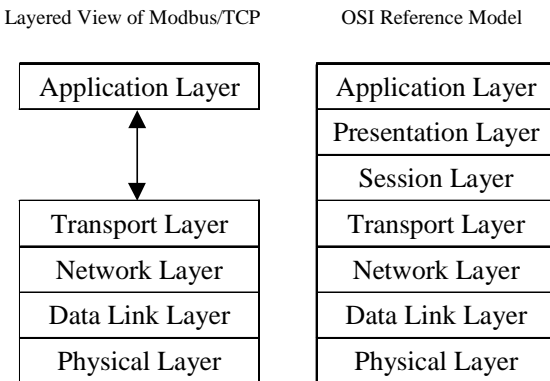 Layered View of Modbus/TCP
Application Layer
Transport Layer
Network Layer
Data Link Layer
Physical Layer
OSI Reference Model
Application Layer
Presentation Layer
Session Layer
Transport Layer
Network Layer
Data Link Layer
Physical Layer